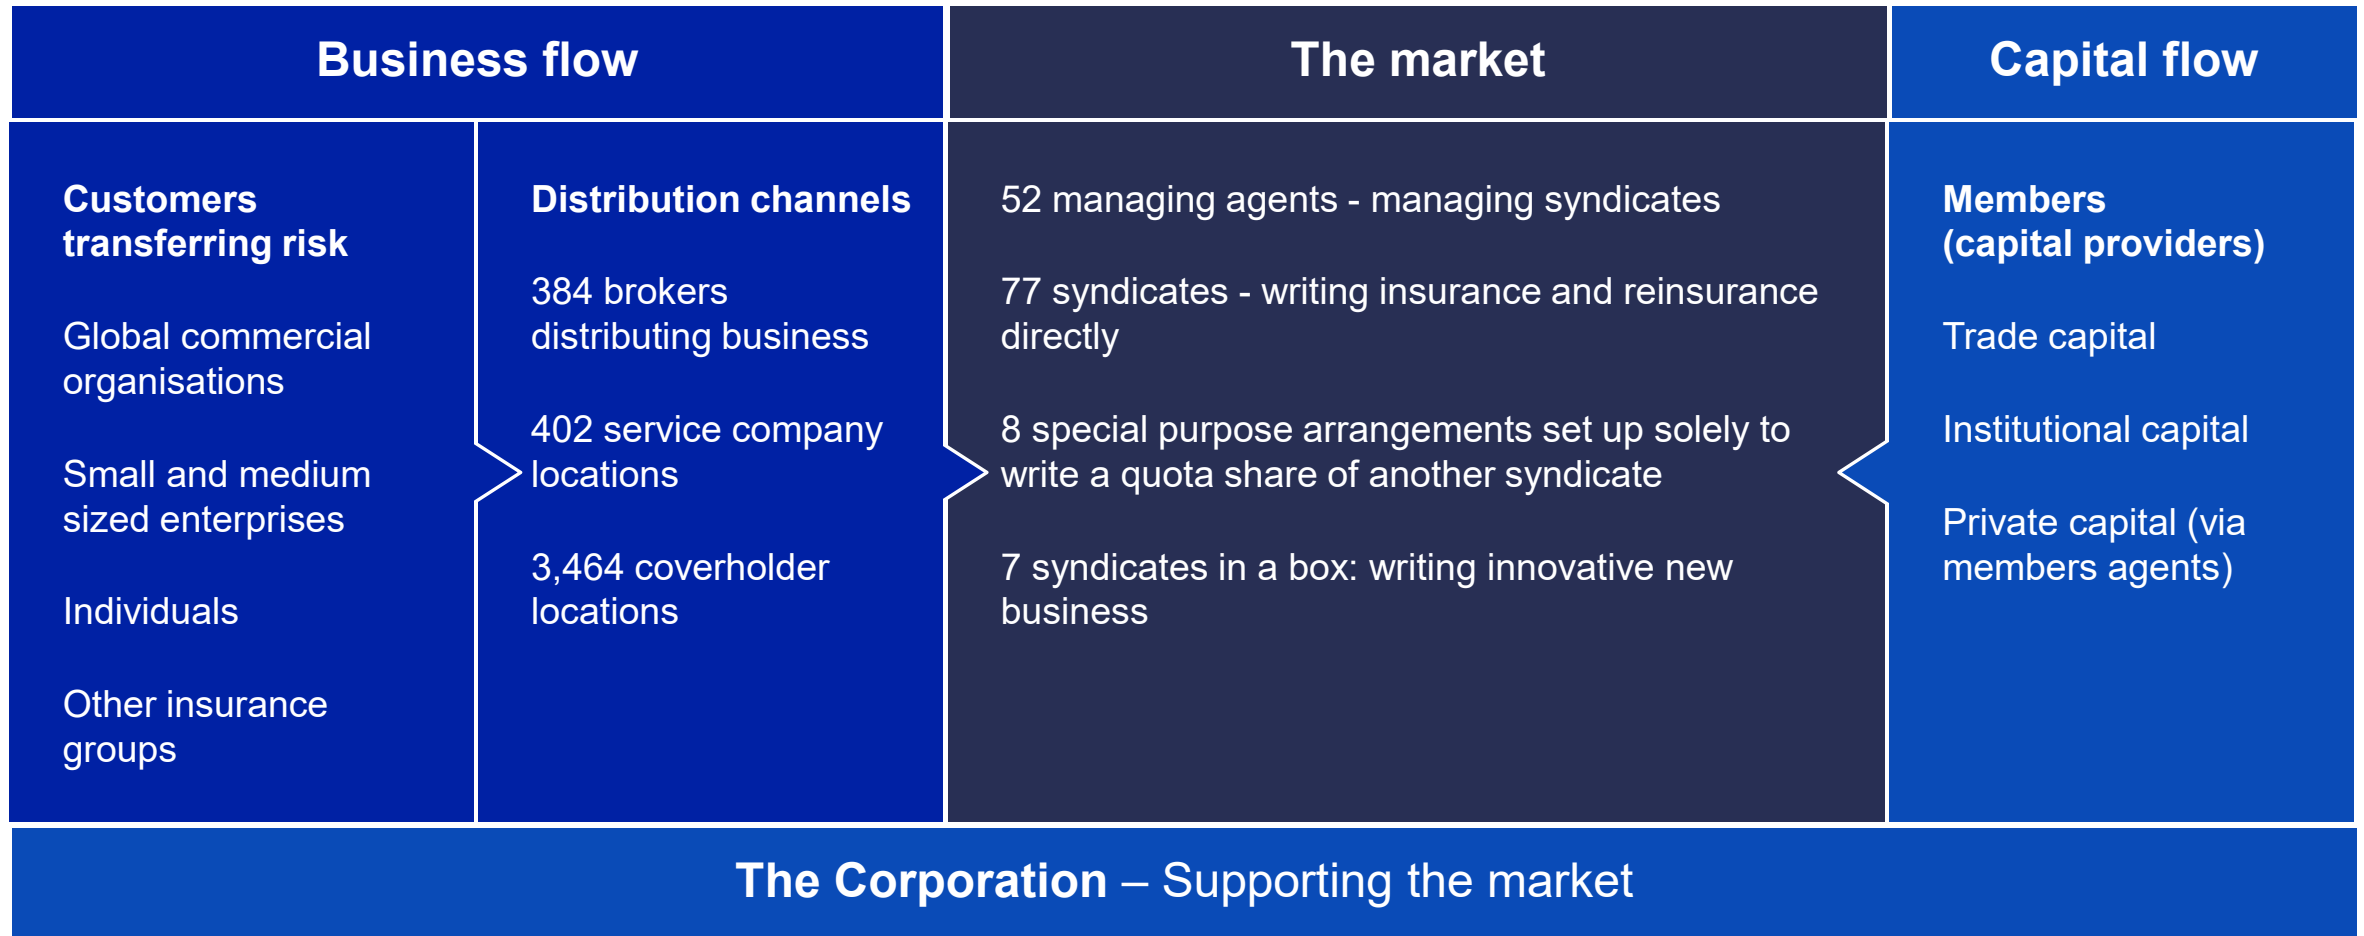 Business flow
The market
Capital flow
Customers
transferring risk
Global commercial
organisations
Small and medium
sized enterprises
Individuals
Other insurance
groups
Distribution channels
384 brokers
distributing business
402 service company
locations
3,464 coverholder
locations
52 managing agents - managing syndicates
77 syndicates - writing insurance and reinsurance
directly
8 special purpose arrangements set up solely to
write a quota share of another syndicate
7 syndicates in a box: writing innovative new
business
Members
(capital providers)
Trade capital
Institutional capital
Private capital (via
members agents)
The Corporation – Supporting the market